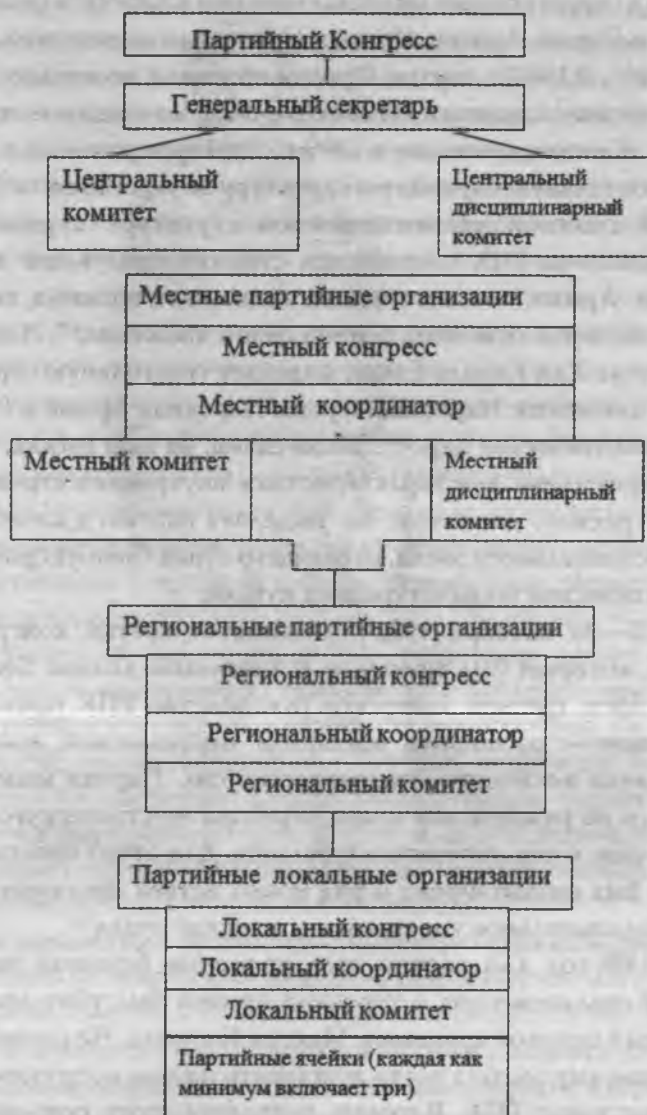 Партийный Конгресс
Генеральный секретарь
Центральный
комитет
Центральный
дисциплинарный
комитет
Местные партийные организации
Местный конгресс
Местный координатор
Местный комитет
Местный
дисциплинарный
комитет
Региональные партийные организации
Региональный конгресс
Региональный координатор
Региональный комитет
Партийные локальные организации
Локальный конгресс
Локальный координатор
Локальный комитет
Партийные ячейки (каждая как
минимум включает три)